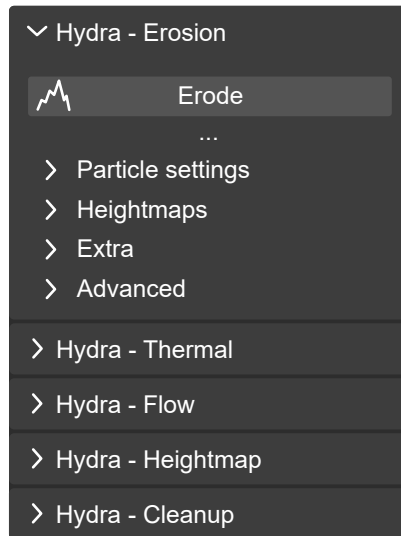 Hydra - Erosion
Erode
...
Particle settings
Heightmaps
Extra
Advanced
Hydra - Thermal
Hydra - Flow
Hydra - Heightmap
Hydra - Cleanup